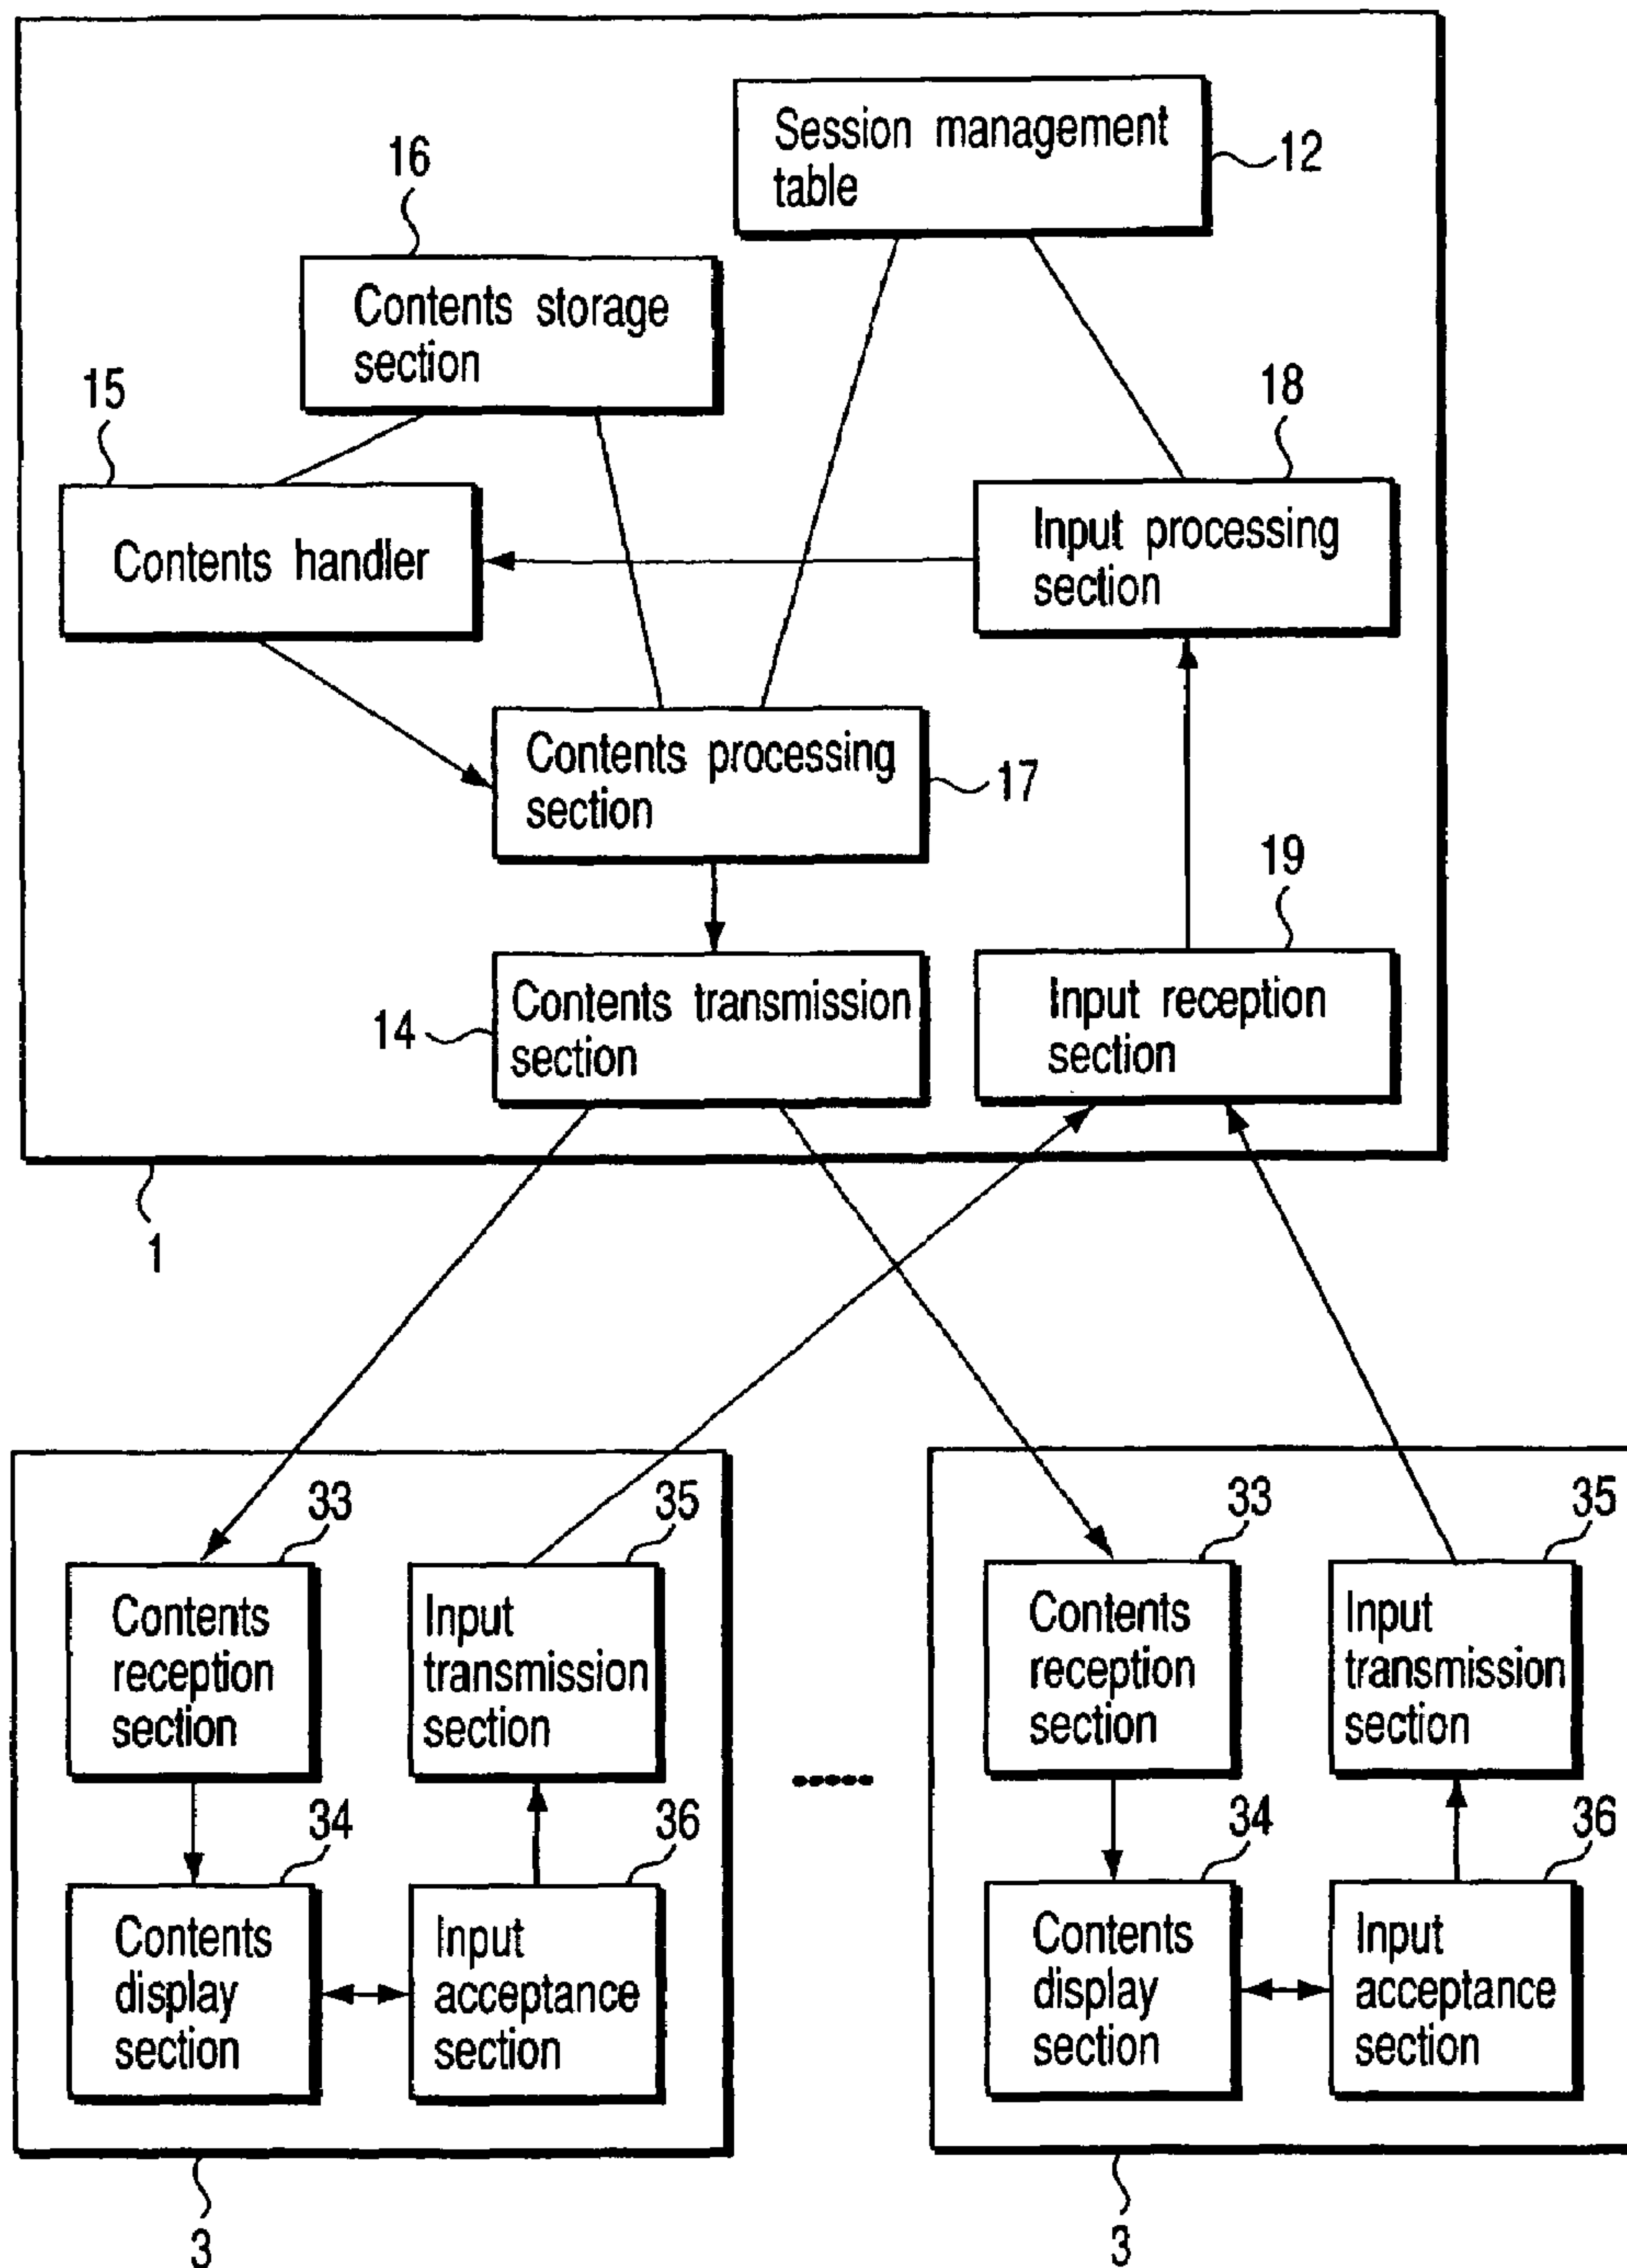 Session management
table
12
16
Contents storage
section
15
18
Contents handler
Input processing
section
Contents processing
section
17
19
14
Contents transmission
section
Input reception
section
1
33
35
33
35
Contents
reception
section
Input
transmission
section
Contents
reception
section
Input
transmission
section
34
36
34
36
Contents
display
section
Input
acceptance
section
Contents
display
section
Input
acceptance
section
3
3